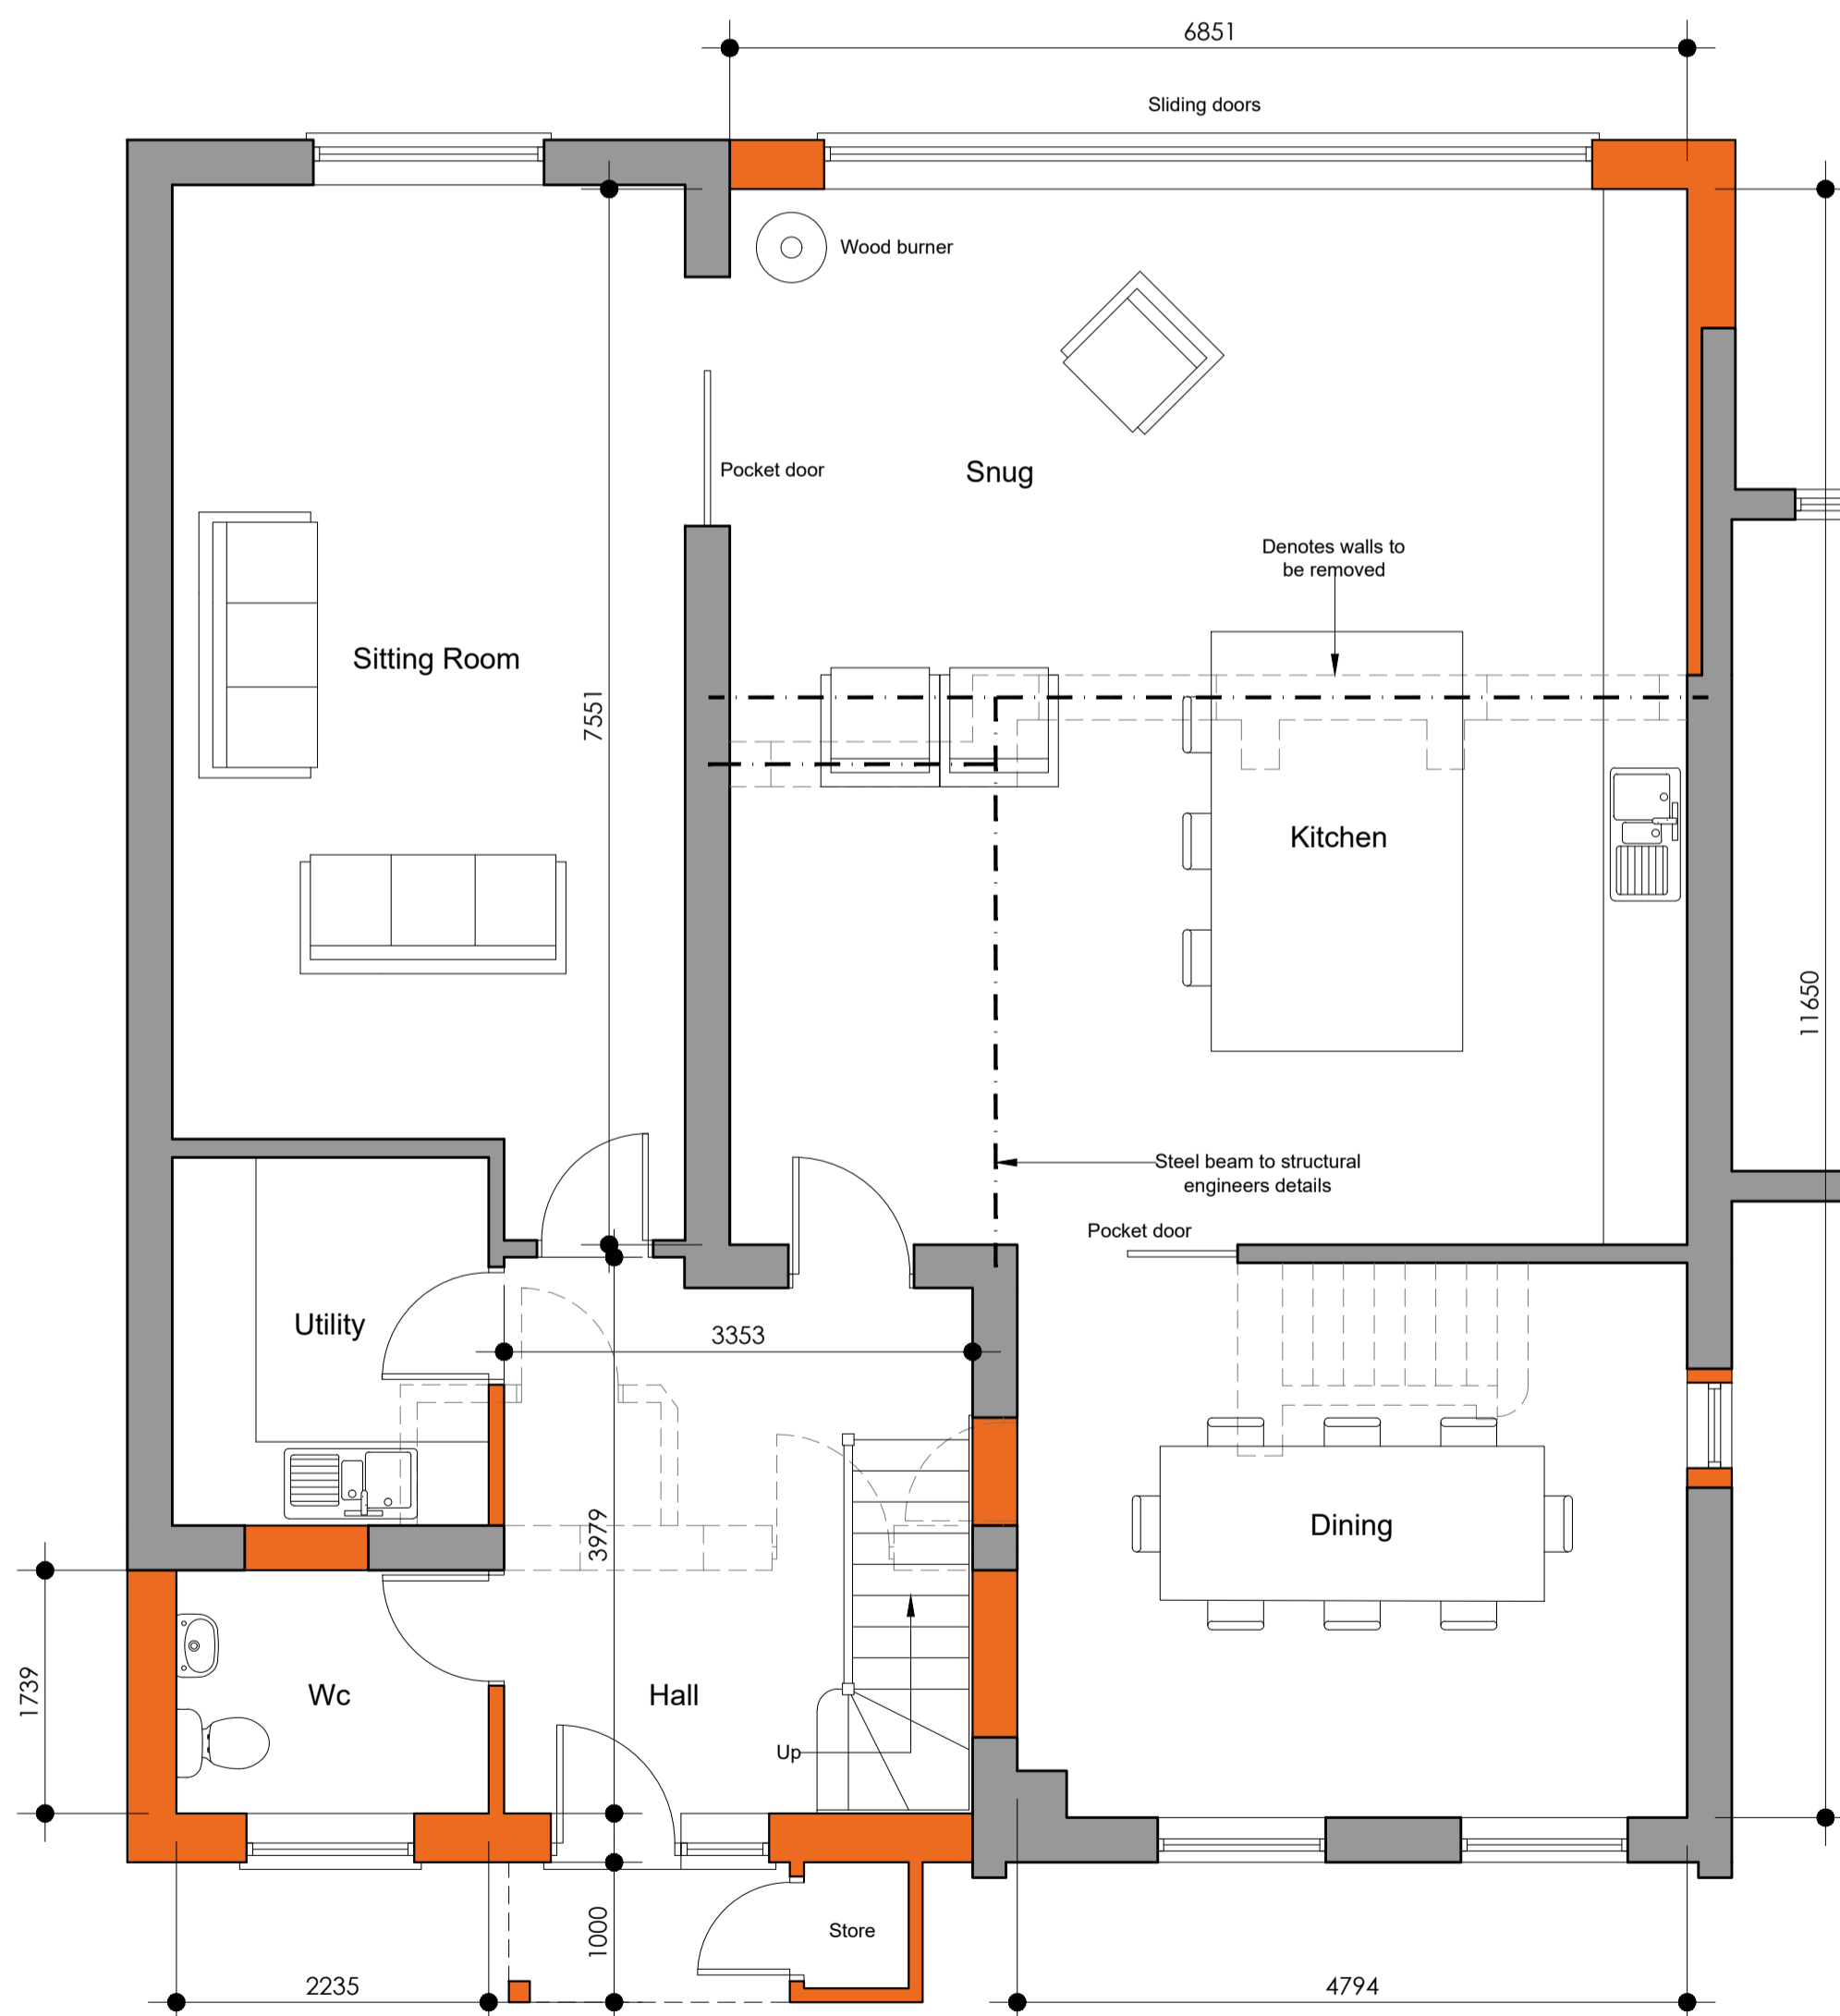 6851
Sliding doors
Wood burner
Pocket door
Snug
Denotes walls to
be removed
Sitting Room
7551
Kitchen
11650
Steel beam to structural
engineers details
Pocket door
Utility
3353
3979
Dining
1739
Wc
Hall
Up
Store
1000
2235
4794